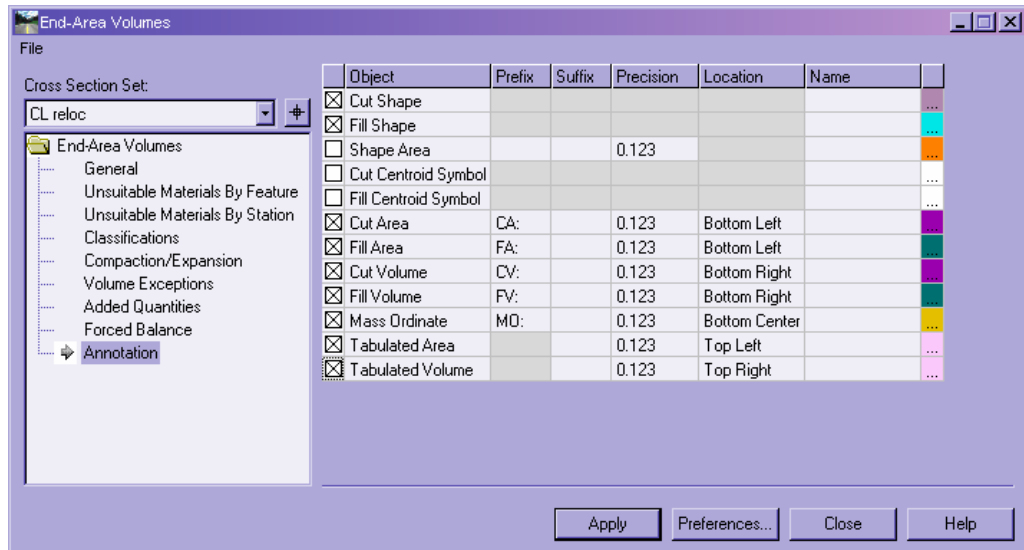 End-Area Volumes
File
Cross Section Set:
CL reloc
End-Area Volumes
General
Unsuitable Materials By Feature
Unsuitable Materials By Station
Classifications
Compaction/Expansion
Volume Exceptions
Added Quantities
Forced Balance
Annotation
Object Prefix Suffix Precision Location Name
Cut Shape ...
Fill Shape ...
Shape Area 0.123 ...
Cut Centroid Symbol ...
Fill Centroid Symbol ...
Cut Area CA: 0.123 Bottom Left ...
Fill Area FA: 0.123 Bottom Left ...
Cut Volume CV: 0.123 Bottom Right ...
Fill Volume FV: 0.123 Bottom Right ...
Mass Ordinate MO: 0.123 Bottom Center ...
Tabulated Area 0.123 Top Left ...
Tabulated Volume 0.123 Top Right ...
Apply Preferences... Close Help